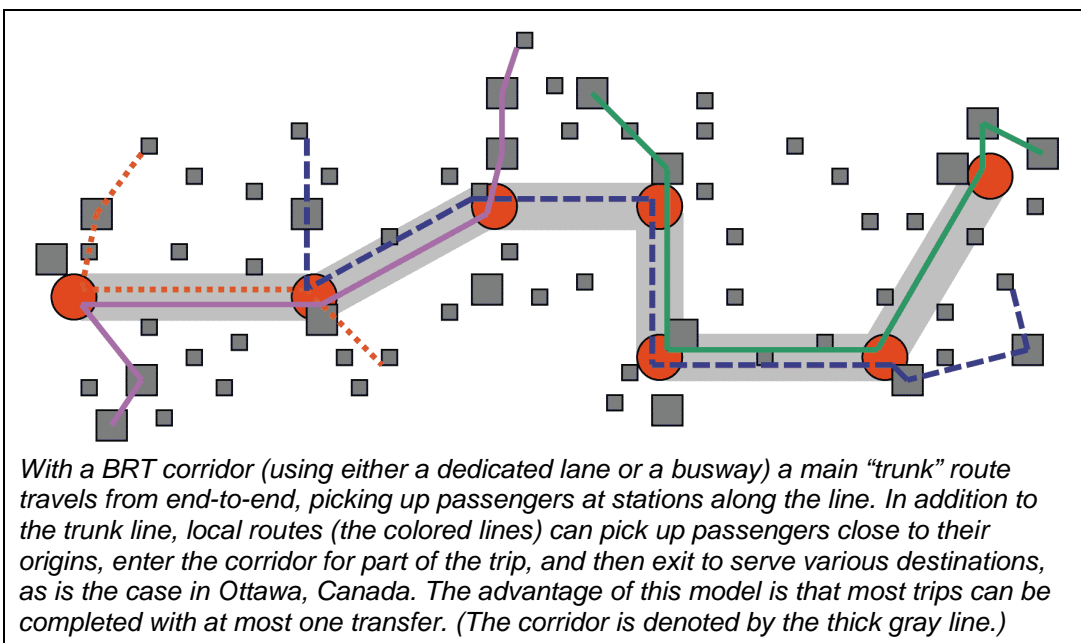 With a BRT corridor (using either a dedicated lane or a busway) a main “trunk” route
travels from end-to-end, picking up passengers at stations along the line. In addition to
the trunk line, local routes (the colored lines) can pick up passengers close to their
origins, enter the corridor for part of the trip, and then exit to serve various destinations,
as is the case in Ottawa, Canada. The advantage of this model is that most trips can be
completed with at most one transfer. (The corridor is denoted by the thick gray line.)